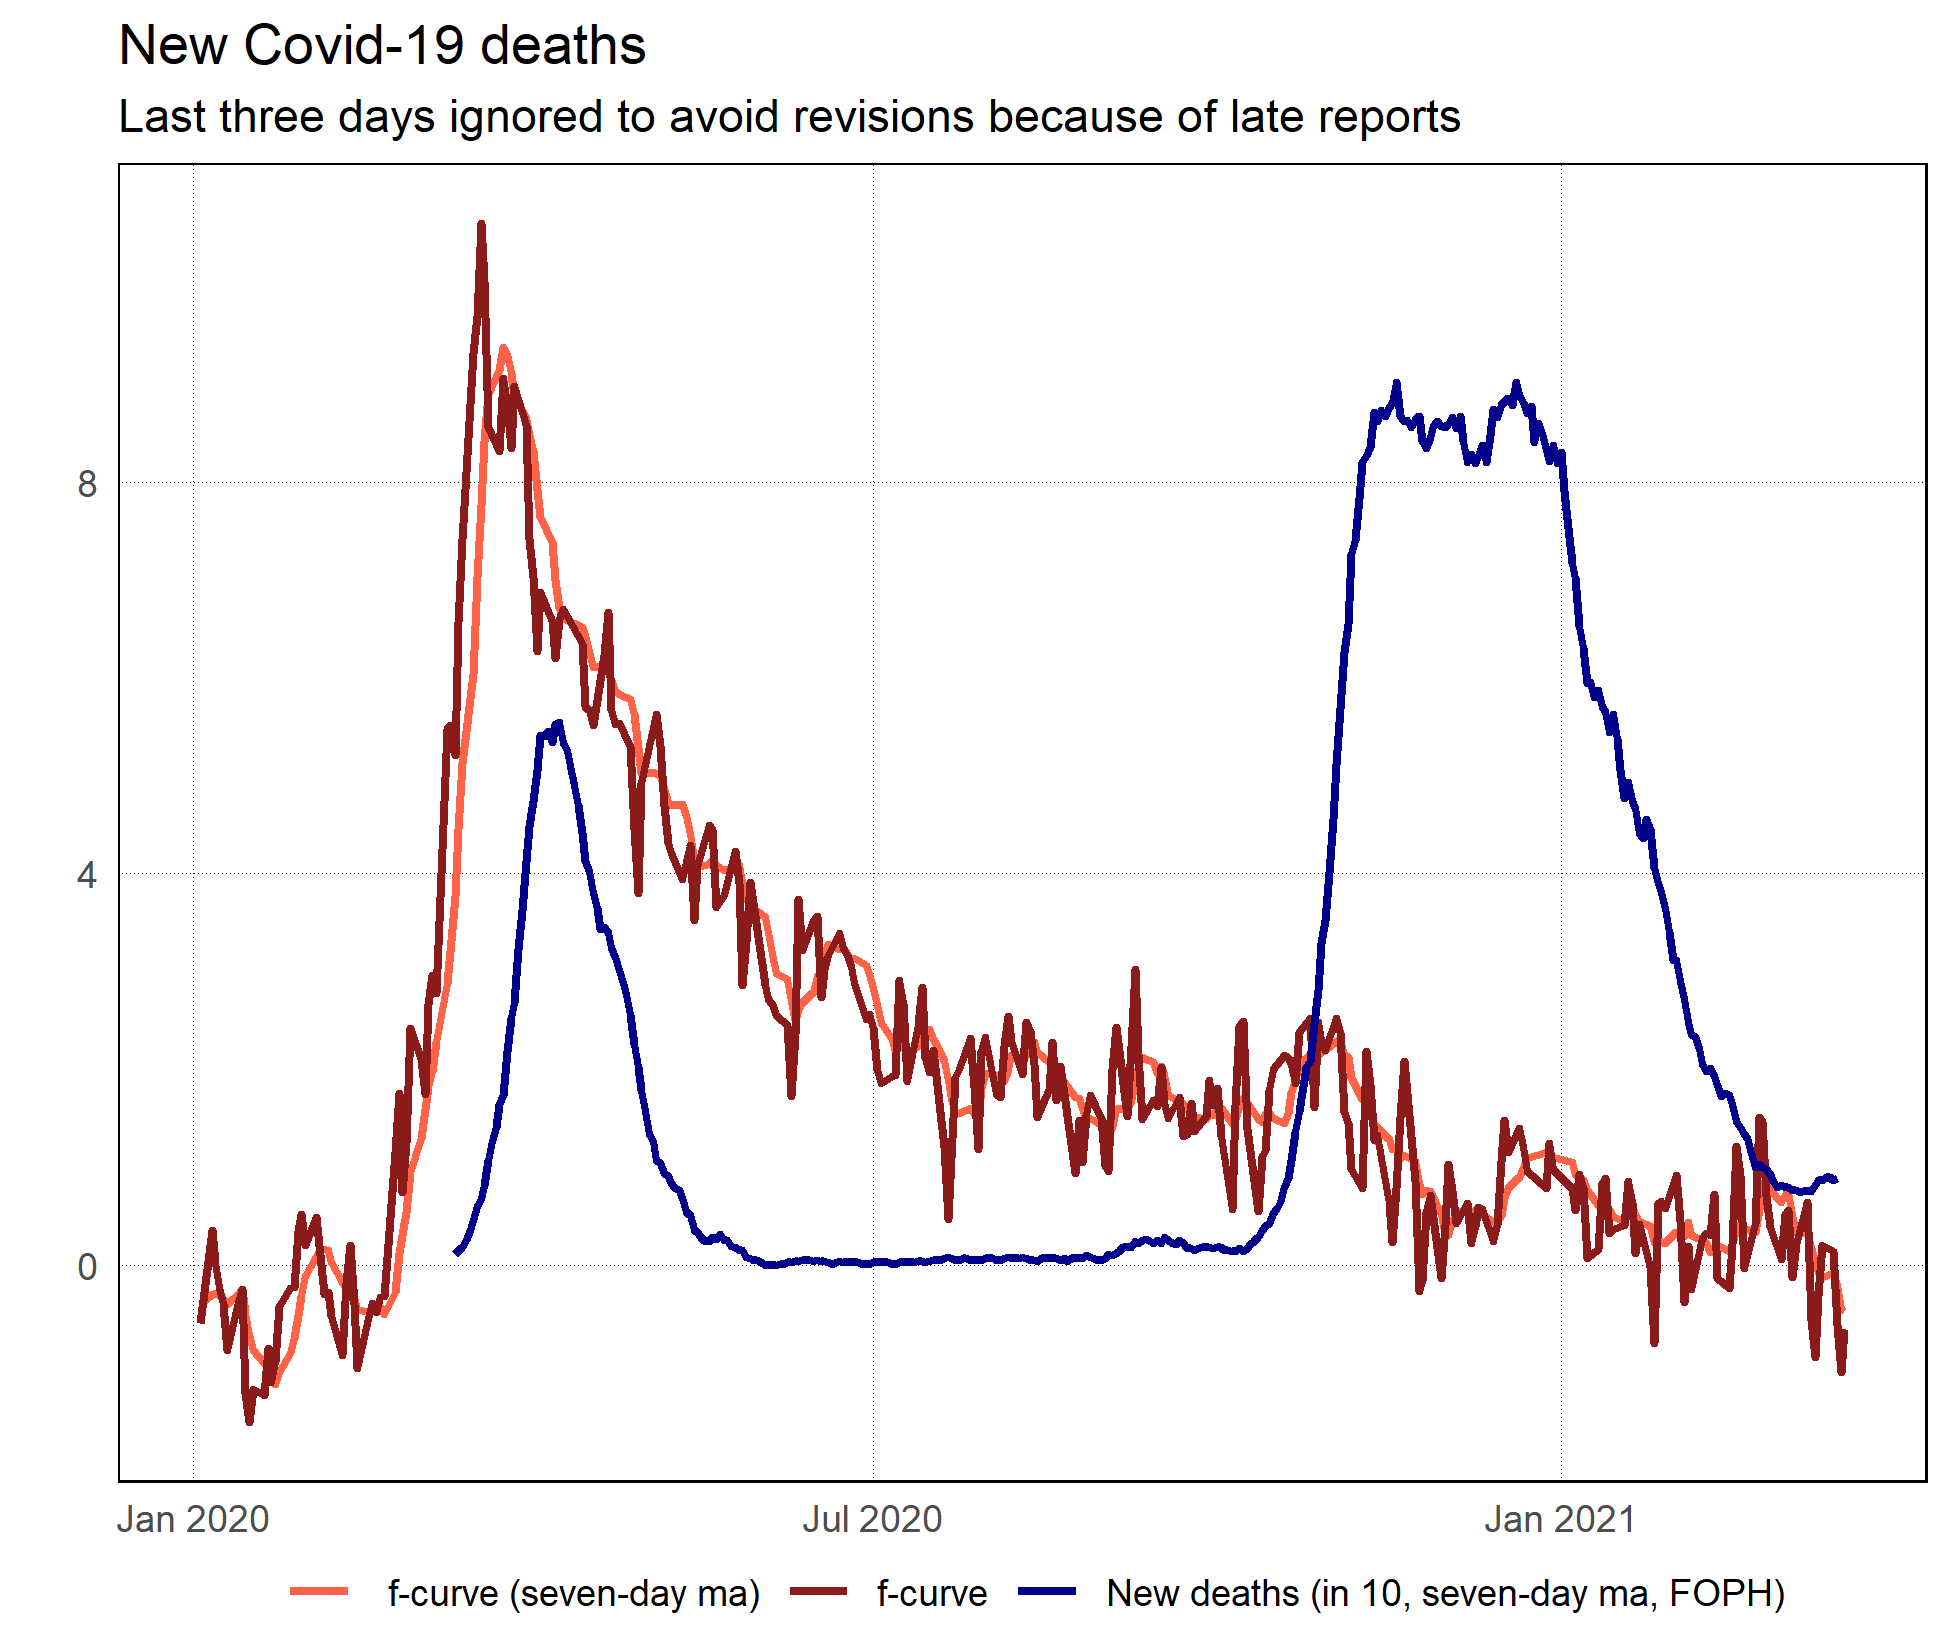 New Covid-19 deaths
Last three days ignored to avoid revisions because of late reports
8
4
0
Jan 2020 Jul 2020 Jan 2021
f-curve (seven-day ma) f-curve New deaths (in 10, seven-day ma, FOPH)